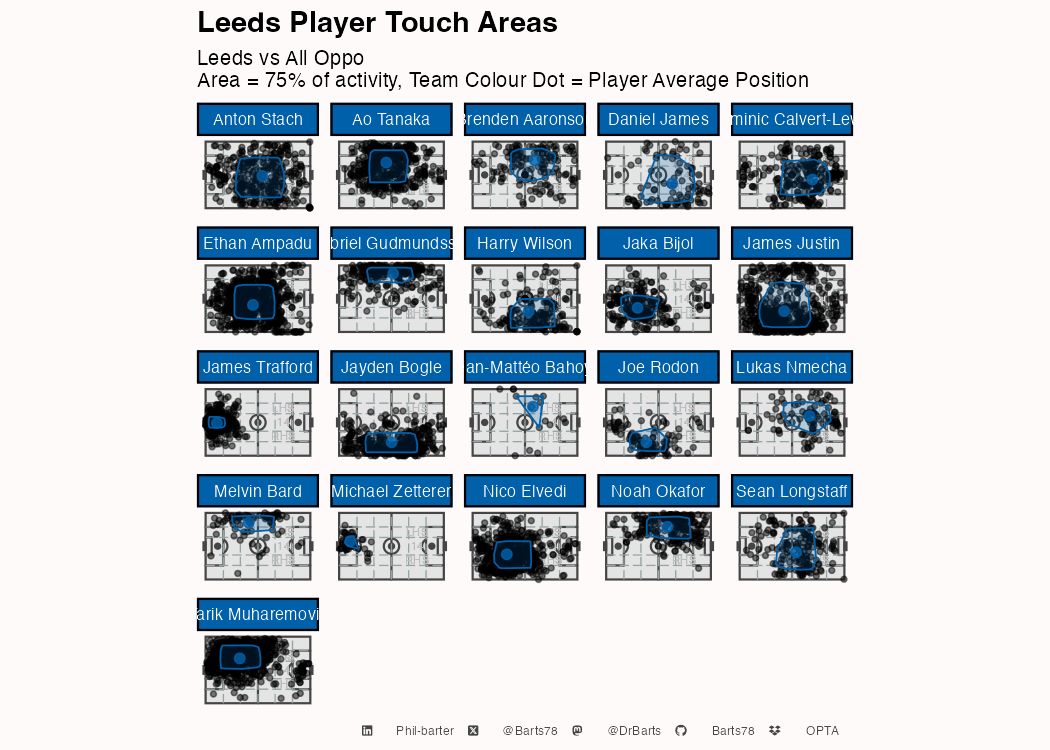 Leeds Player Touch Areas
Leeds vs All Oppo
Area = 75% of activity, Team Colour Dot = Player Average Position
Anton Stach
Ao Tanaka
Brenden Aaronso
Daniel James
minic Calvert-Lew
Ethan Ampadu
briel Gudmundss
Harry Wilson
Jaka Bijol
James Justin
James Trafford
Jayden Bogle
an-Mattéo Bahoy
Joe Rodon
Lukas Nmecha
Melvin Bard
Michael Zetterer
Nico Elvedi
Noah Okafor
Sean Longstaff
arik Muharemovi
Phil-barter @Barts78 @DrBarts Barts78 OPTA